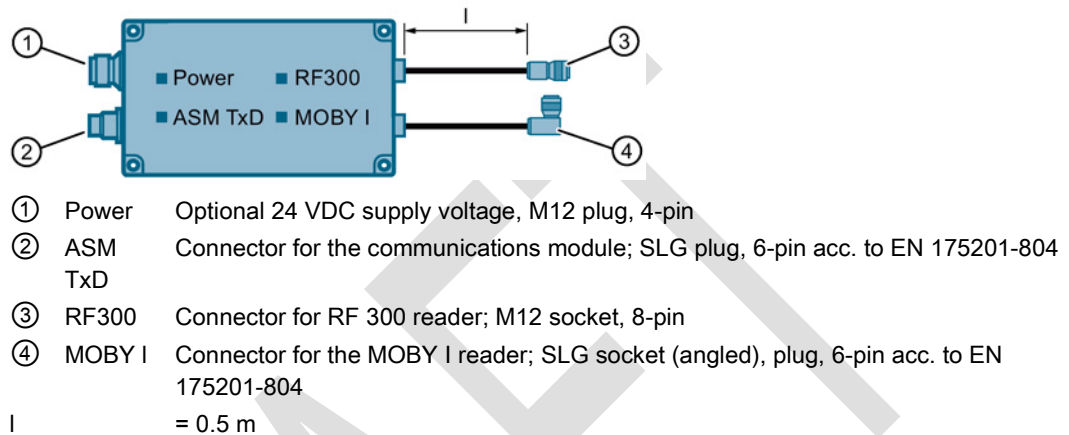 l
① ③
■ Power ■ RF300
■ ASM TxD ■ MOBY I
② ④
① Power Optional 24 VDC supply voltage, M12 plug, 4-pin
② ASM Connector for the communications module; SLG plug, 6-pin acc. to EN 175201-804
TxD
③ RF300 Connector for RF 300 reader; M12 socket, 8-pin
④ MOBY I Connector for the MOBY I reader; SLG socket (angled), plug, 6-pin acc. to EN
175201-804
l = 0.5 m